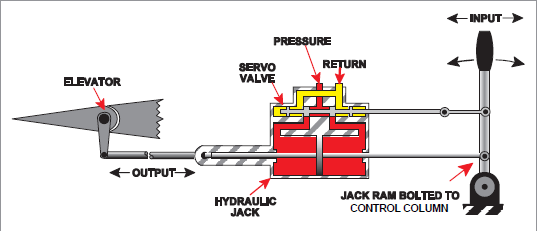 INPUT
PRESSURE
RETURN
SERVO
VALVE
ELEVATOR
OUTPUT
HYDRAULIC
JACK
JACK RAM BOLTED TO
CONTROL COLUMN